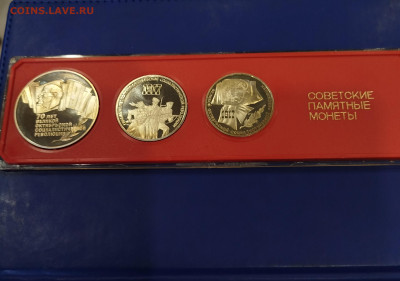 COINS.LAVE.RU
70 ЛЕТ
ВЕЛИКОЙ
ОКТЯБРЬСКОЙ
СОЦИАЛИСТИЧЕСКОЙ
РЕВОЛЮЦИИ
СОВЕТСКИЕ
ПАМЯТНЫЕ
МОНЕТЫ